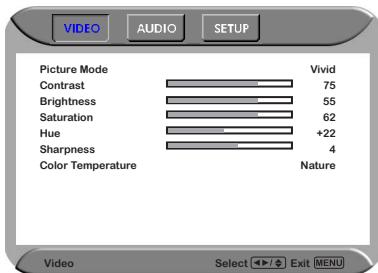 VIDEO AUDIO SETUP
Picture Mode Vivid
Contrast 75
Brightness 55
Saturation 62
Hue +22
Sharpness 4
Color Temperature Nature
Video Select ◄►/◆ Exit MENU